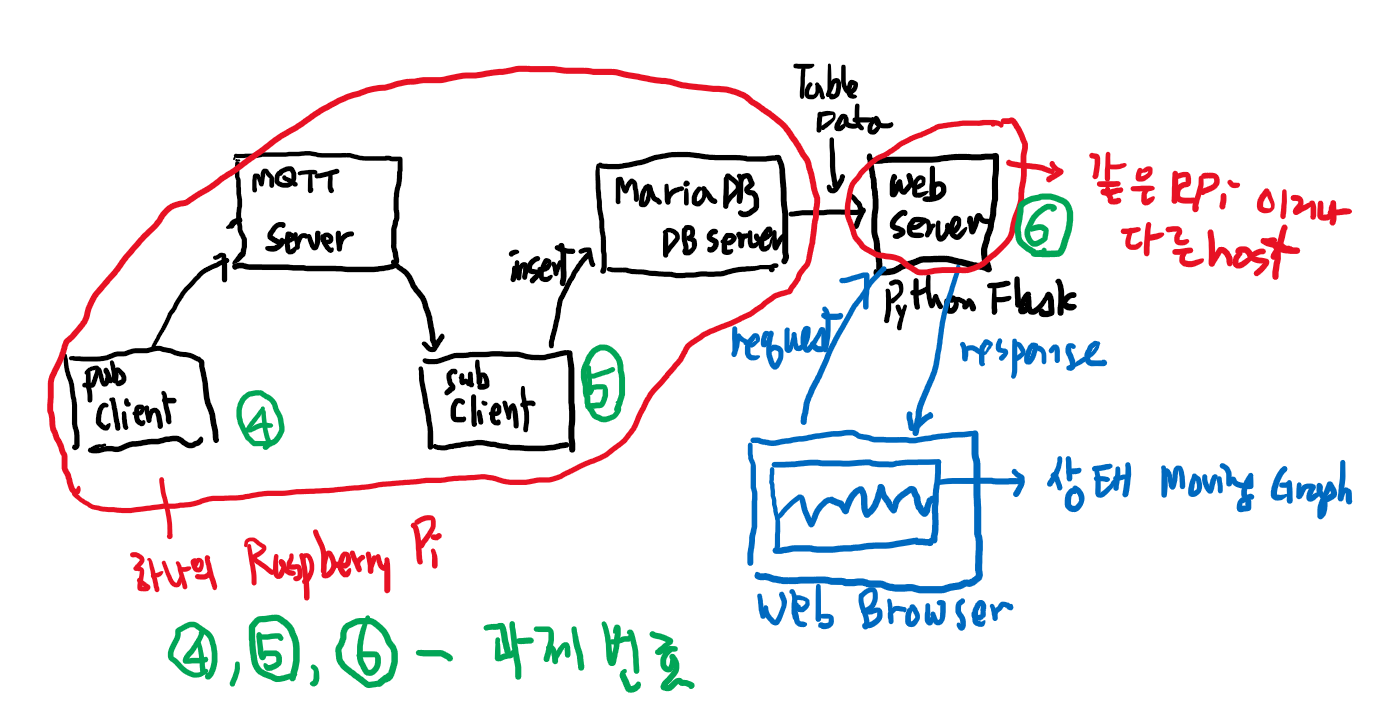 Table
Data
MQTT
Server
MariaDB
DB Server
insert
Web
Server
⑥
같은 RPi 이거나
다른 host
Python Flask
request
response
pub
Client
④
sub
Client
⑤
상태 Moving Graph
하나의 Raspberry Pi
Web Browser
④, ⑤, ⑥ – 과제 번호